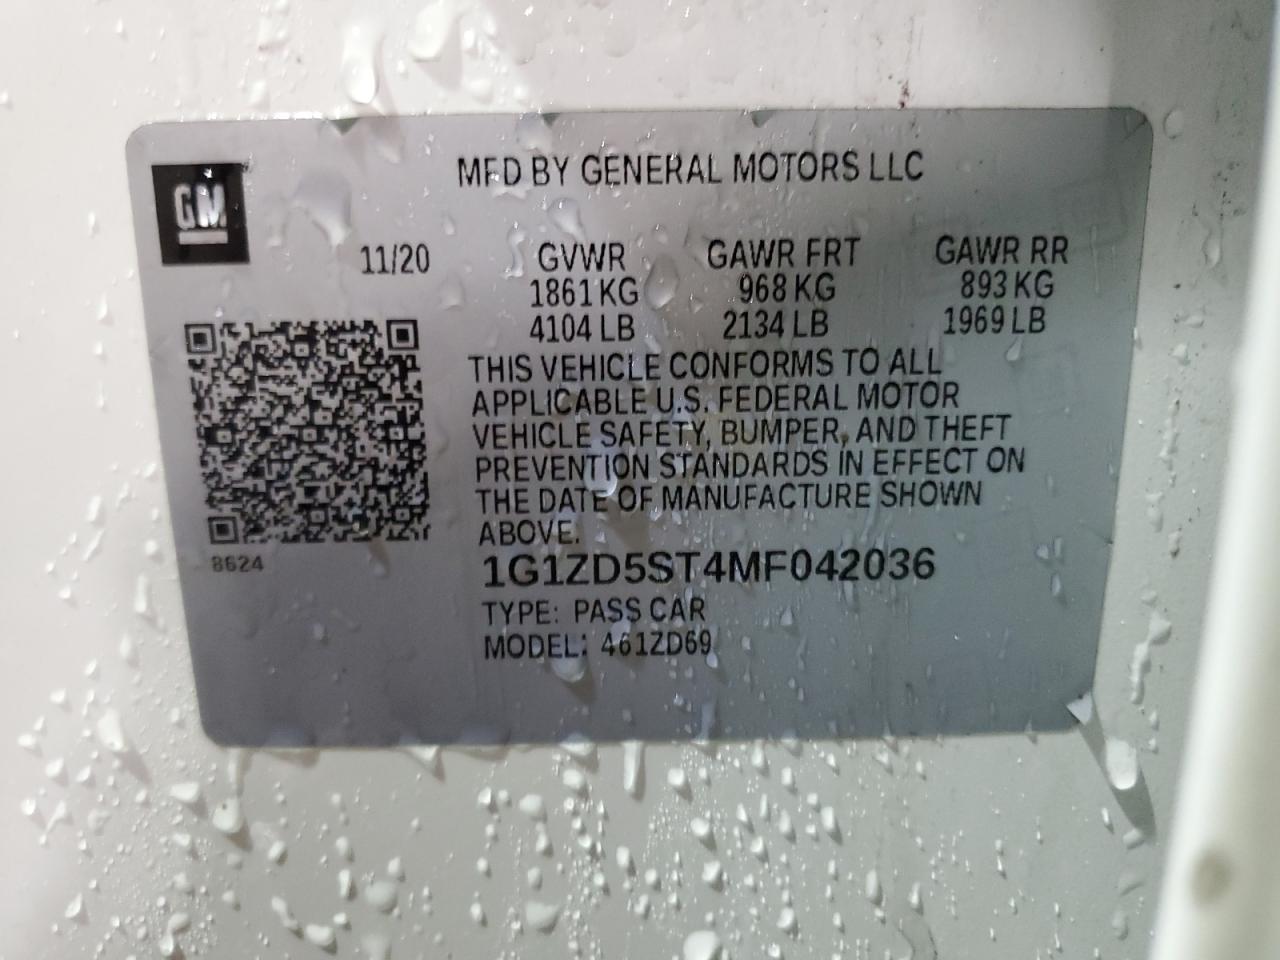 GM
MFD BY GENERAL MOTORS LLC
11/20
GVWR GAWR FRT GAWR RR
1861 KG 968 KG 893 KG
4104 LB 2134 LB 1969 LB
THIS VEHICLE CONFORMS TO ALL
APPLICABLE U.S. FEDERAL MOTOR
VEHICLE SAFETY, BUMPER, AND THEFT
PREVENTION STANDARDS IN EFFECT ON
THE DATE OF MANUFACTURE SHOWN
ABOVE.
8624
1G1ZD5ST4MF042036
TYPE: PASS CAR
MODEL: 461ZD69